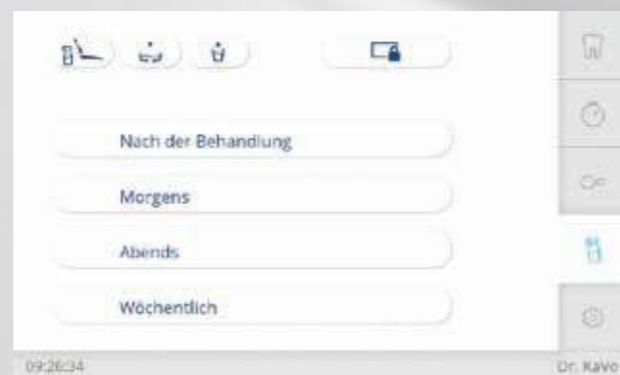 Nach der Behandlung
Morgens
Abends
Wöchentlich
09:26:34
Dr. KaVo